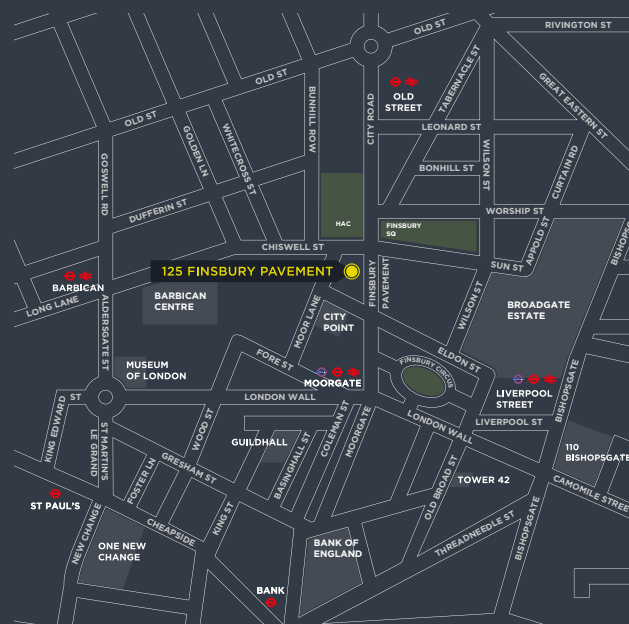 OLD ST
RIVINGTON ST
OLD ST
OLD
STREET
TABERNACLE ST
GREAT EASTERN ST
OLD ST
BUNHILL ROW
CITY ROAD
LEONARD ST
GOLDEN LN
WHITECROSS ST
BONHILL ST
WILSON ST
CURTAIN RD
GOSWELL RD
DUFFERIN ST
HAC
FINSBURY
SQ
WORSHIP ST
APPOLD ST
BISHOPS
CHISWELL ST
125 FINSBURY PAVEMENT
FINSBURY
PAVEMENT
SUN ST
BARBICAN
LONG LANE
ALDERSGATE ST
BARBICAN
CENTRE
MOOR LANE
CITY
POINT
WILSON ST
BROADGATE
ESTATE
MUSEUM
OF LONDON
FORE ST
MOORGATE
ELDON ST
FINSBURY CIRCUS
LIVERPOOL
STREET
BISHOPSGATE
ST
KING EDWARD
LONDON WALL
LONDON WALL
LIVERPOOL ST
ST MARTIN'S
LE GRAND
WOOD ST
GUILDHALL
BASINGHALL ST
COLEMAN ST
MOORGATE
110
BISHOPSGATE
FOSTER LN
GRESHAM ST
OLD BROAD ST
TOWER 42
CAMOMILE STREE
ST PAUL'S
NEW CHANGE
CHEAPSIDE
KING ST
THREADNEEDLE ST
BISHOPSGATE
ONE NEW
CHANGE
BANK OF
ENGLAND
BANK